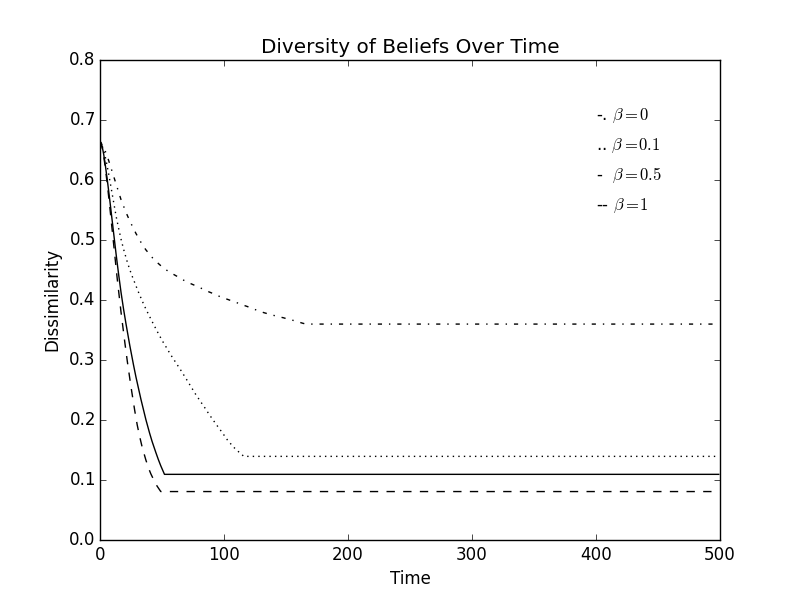 Diversity of Beliefs Over Time
0.8
0.7
0.6
0.5
0.4
0.3
0.2
0.1
0.0
Dissimilarity
-. β=0
.. β=0.1
- β=0.5
-- β=1
0 100 200 300 400 500
Time